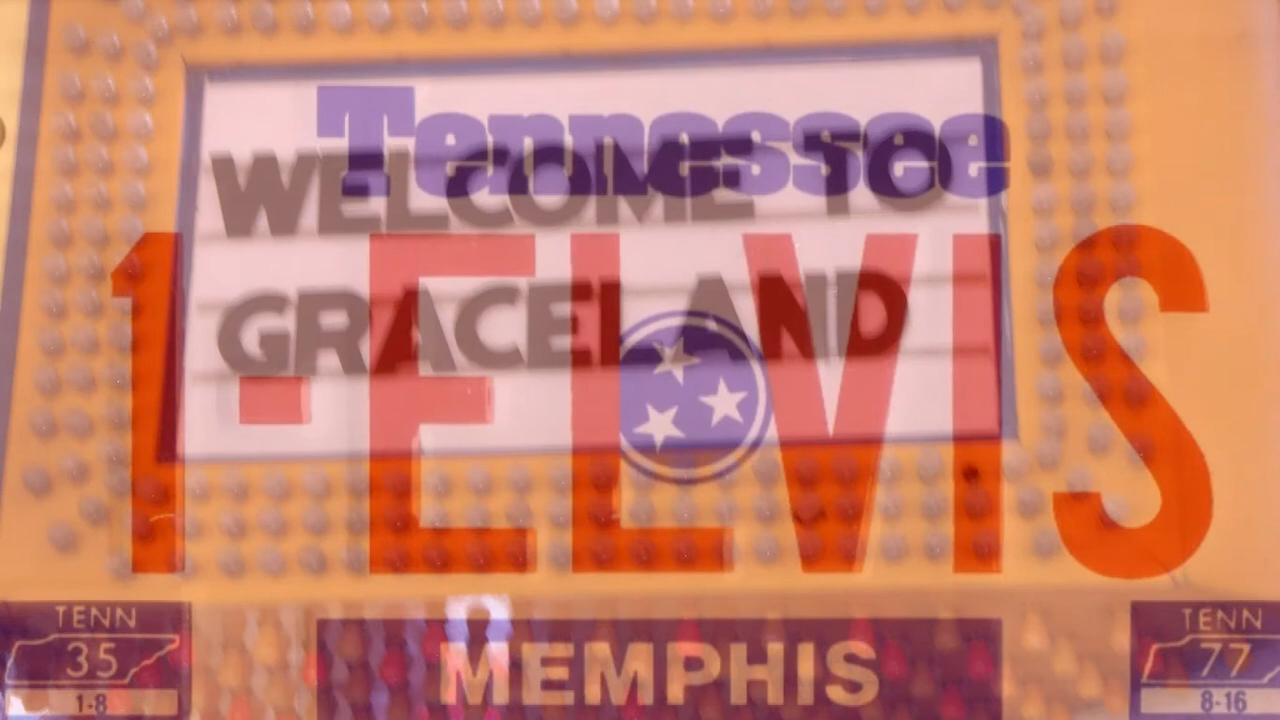 Tennessee
WELCOME TO
GRACELAND
1-ELVIS
TENN
35
1-8
MEMPHIS
TENN
77
8-16